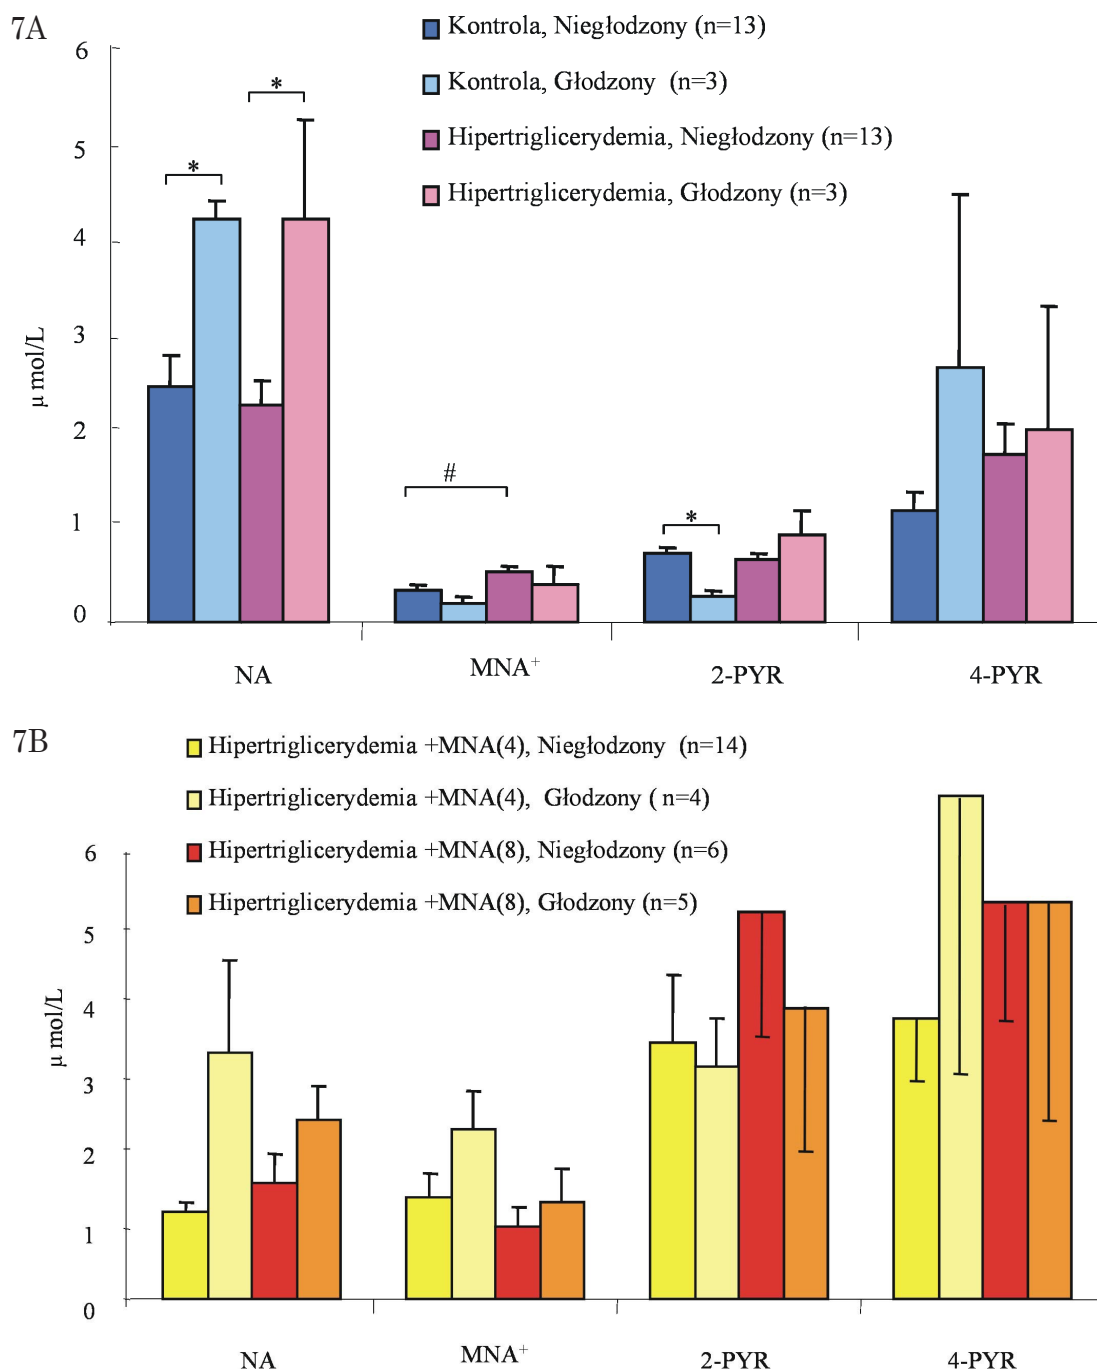 7A
Kontrola, Niegłodzony (n=13)
Kontrola, Głodzony (n=3)
Hipertriglicerydemia, Niegłodzony (n=13)
Hipertriglicerydemia, Głodzony (n=3)
6
5
4
3
2
1
0
µ mol/L
*
*
#
*
NA
MNA⁺
2-PYR
4-PYR
7B
Hipertriglicerydemia +MNA(4), Niegłodzony (n=14)
Hipertriglicerydemia +MNA(4), Głodzony ( n=4)
Hipertriglicerydemia +MNA(8), Niegłodzony (n=6)
Hipertriglicerydemia +MNA(8), Głodzony (n=5)
6
5
4
3
2
1
0
µ mol/L
NA
MNA⁺
2-PYR
4-PYR